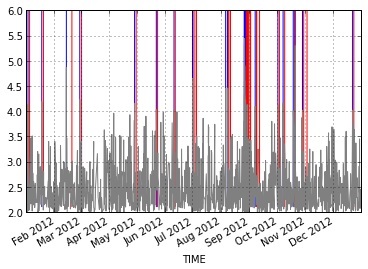 6.0
5.5
5.0
4.5
4.0
3.5
3.0
2.5
2.0
Feb 2012
Mar 2012
Apr 2012
May 2012
Jun 2012
Jul 2012
Aug 2012
Sep 2012
Oct 2012
Nov 2012
Dec 2012
TIME